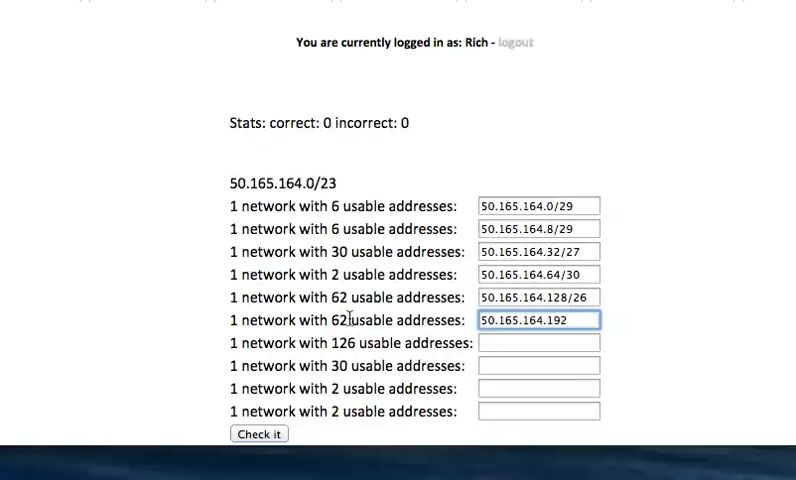 You are currently logged in as: Rich - logout
Stats: correct: 0 incorrect: 0
50.165.164.0/23
1 network with 6 usable addresses: 50.165.164.0/29
1 network with 6 usable addresses: 50.165.164.8/29
1 network with 30 usable addresses: 50.165.164.32/27
1 network with 2 usable addresses: 50.165.164.64/30
1 network with 62 usable addresses: 50.165.164.128/26
1 network with 62 usable addresses: 50.165.164.192
1 network with 126 usable addresses:
1 network with 30 usable addresses:
1 network with 2 usable addresses:
1 network with 2 usable addresses:
Check it